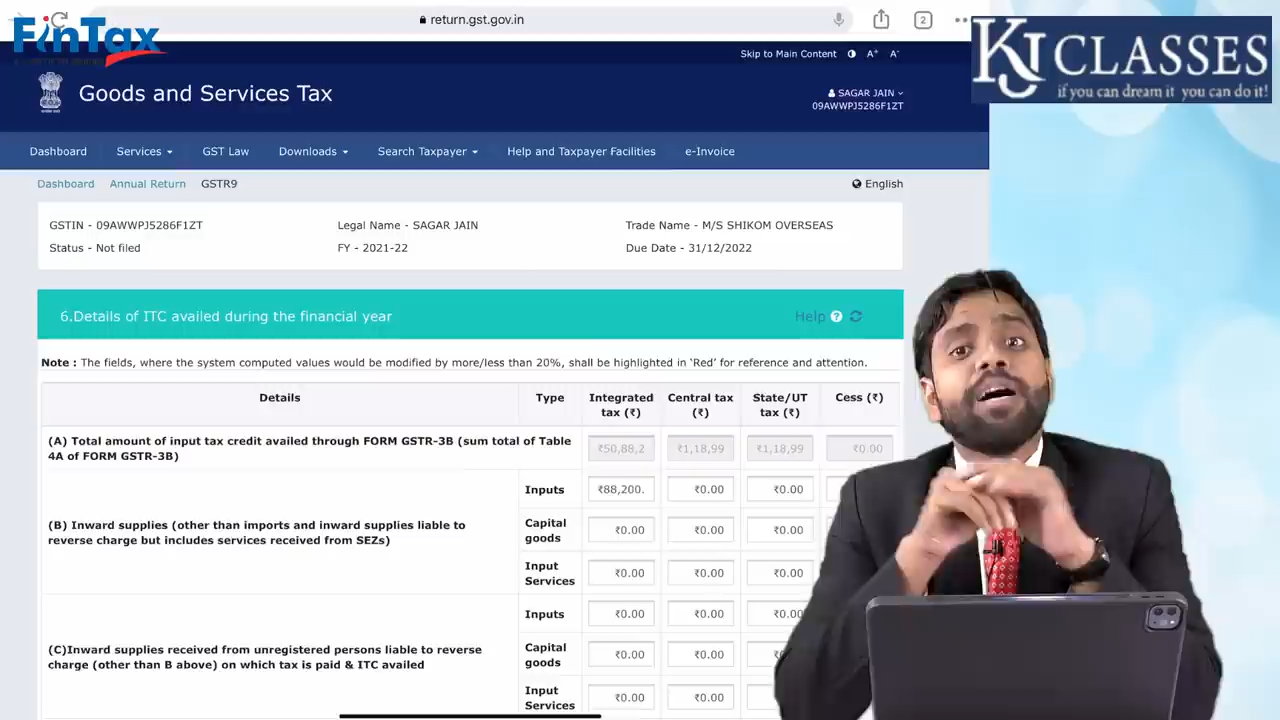 return.gst.gov.in
2
FinTax
KJ CLASSES
if you can dream it you can do it!
Skip to Main Content A+ A-
Goods and Services Tax
SAGAR JAIN
09AWWPJ5286F1ZT
Dashboard Services GST Law Downloads Search Taxpayer Help and Taxpayer Facilities e-Invoice
Dashboard Annual Return GSTR9 English
GSTIN - 09AWWPJ5286F1ZT Legal Name - SAGAR JAIN Trade Name - M/S SHIKOM OVERSEAS
Status - Not filed FY - 2021-22 Due Date - 31/12/2022
6.Details of ITC availed during the financial year Help ?
Note : The fields, where the system computed values would be modified by more/less than 20%, shall be highlighted in 'Red' for reference and attention.
Details Type Integrated tax (₹) Central tax (₹) State/UT tax (₹) Cess (₹)
(A) Total amount of input tax credit availed through FORM GSTR-3B (sum total of Table
4A of FORM GSTR-3B) ₹50,88,2 ₹1,18,99 ₹1,18,99 ₹0.00
Inputs ₹88,200. ₹0.00 ₹0.00
(B) Inward supplies (other than imports and inward supplies liable to
reverse charge but includes services received from SEZs)
Capital goods ₹0.00 ₹0.00 ₹0.00
Input Services ₹0.00 ₹0.00 ₹0.00
Inputs ₹0.00 ₹0.00 ₹0.00
(C)Inward supplies received from unregistered persons liable to reverse
charge (other than B above) on which tax is paid & ITC availed
Capital goods ₹0.00 ₹0.00
Input Services ₹0.00 ₹0.00